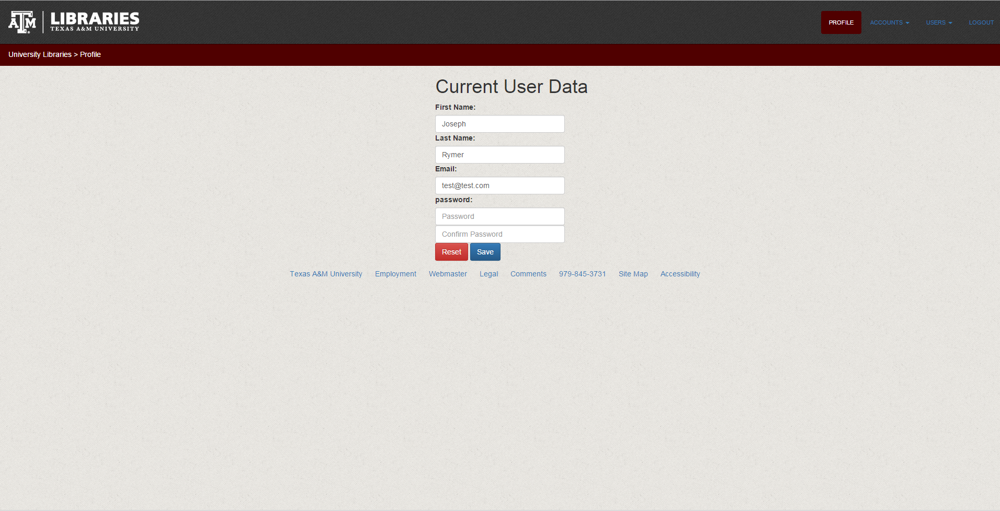 ATM LIBRARIES
TEXAS A&M UNIVERSITY
PROFILE ACCOUNTS USERS LOGOUT
University Libraries > Profile
Current User Data
First Name:
Joseph
Last Name:
Rymer
Email:
test@test.com
password:
Password
Confirm Password
Reset Save
Texas A&M University Employment Webmaster Legal Comments 979-845-3731 Site Map Accessibility